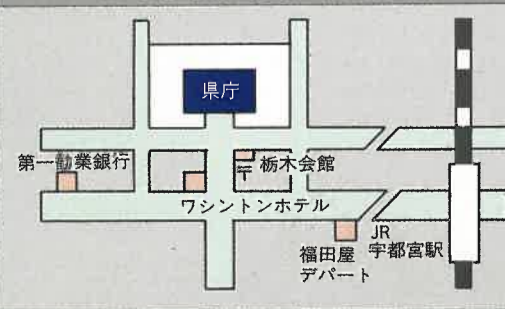 県庁
第一勧業銀行
栃木会館
〒
ワシントンホテル
福田屋
デパート
JR
宇都宮駅